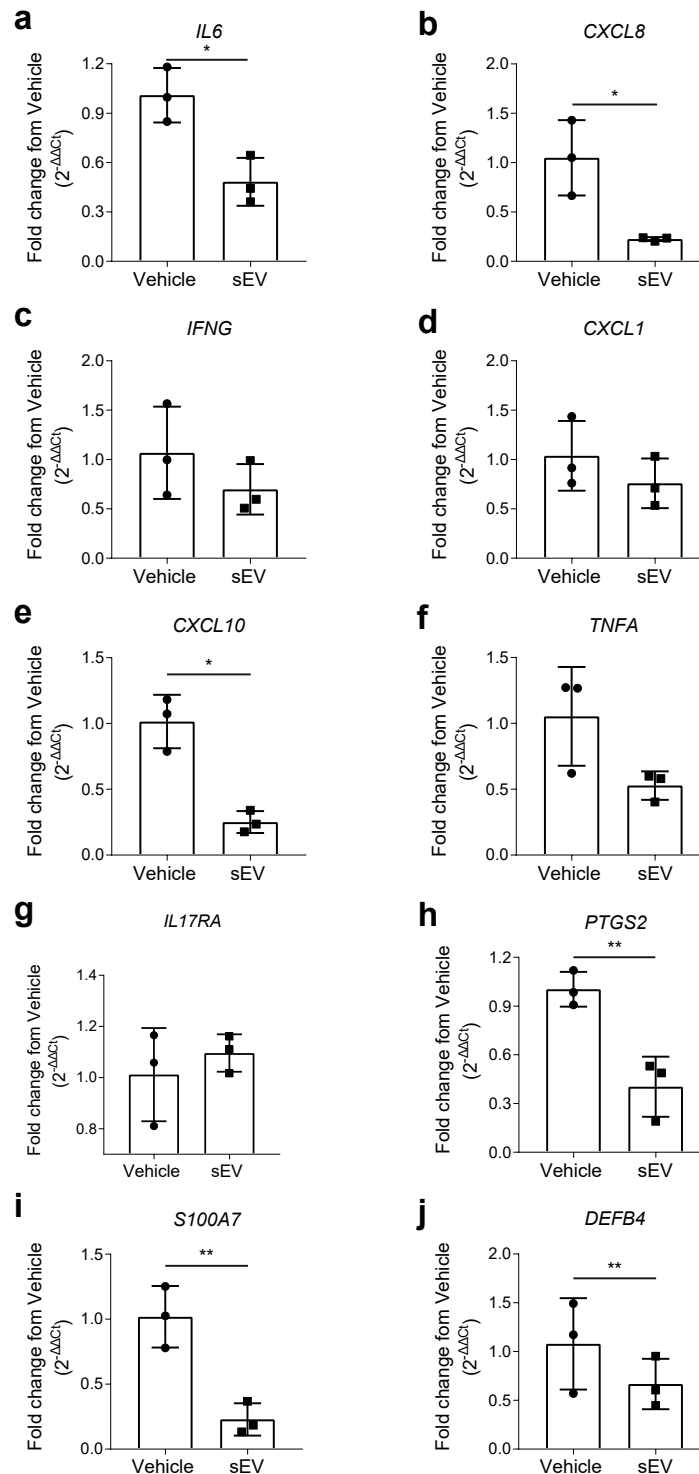 a
IL6
Fold change fom Vehicle
(2-ΔΔCt)
1.2
0.9
0.6
0.3
0.0
*
Vehicle
sEV
b
CXCL8
Fold change fom Vehicle
(2-ΔΔCt)
2.0
1.5
1.0
0.5
0.0
*
Vehicle
sEV
c
IFNG
Fold change fom Vehicle
(2-ΔΔCt)
2.0
1.5
1.0
0.5
0.0
Vehicle
sEV
d
CXCL1
Fold change fom Vehicle
(2-ΔΔCt)
2.0
1.5
1.0
0.5
0.0
Vehicle
sEV
e
CXCL10
Fold change fom Vehicle
(2-ΔΔCt)
1.5
1.0
0.5
0.0
*
Vehicle
sEV
f
TNFA
Fold change fom Vehicle
(2-ΔΔCt)
1.5
1.0
0.5
0.0
Vehicle
sEV
g
IL17RA
Fold change fom Vehicle
(2-ΔΔCt)
1.4
1.2
1.0
0.8
Vehicle
sEV
h
PTGS2
Fold change fom Vehicle
(2-ΔΔCt)
1.2
0.9
0.6
0.3
0.0
**
Vehicle
sEV
i
S100A7
Fold change fom Vehicle
(2-ΔΔCt)
1.5
1.0
0.5
0.0
**
Vehicle
sEV
j
DEFB4
Fold change fom Vehicle
(2-ΔΔCt)
2.0
1.5
1.0
0.5
0.0
**
Vehicle
sEV